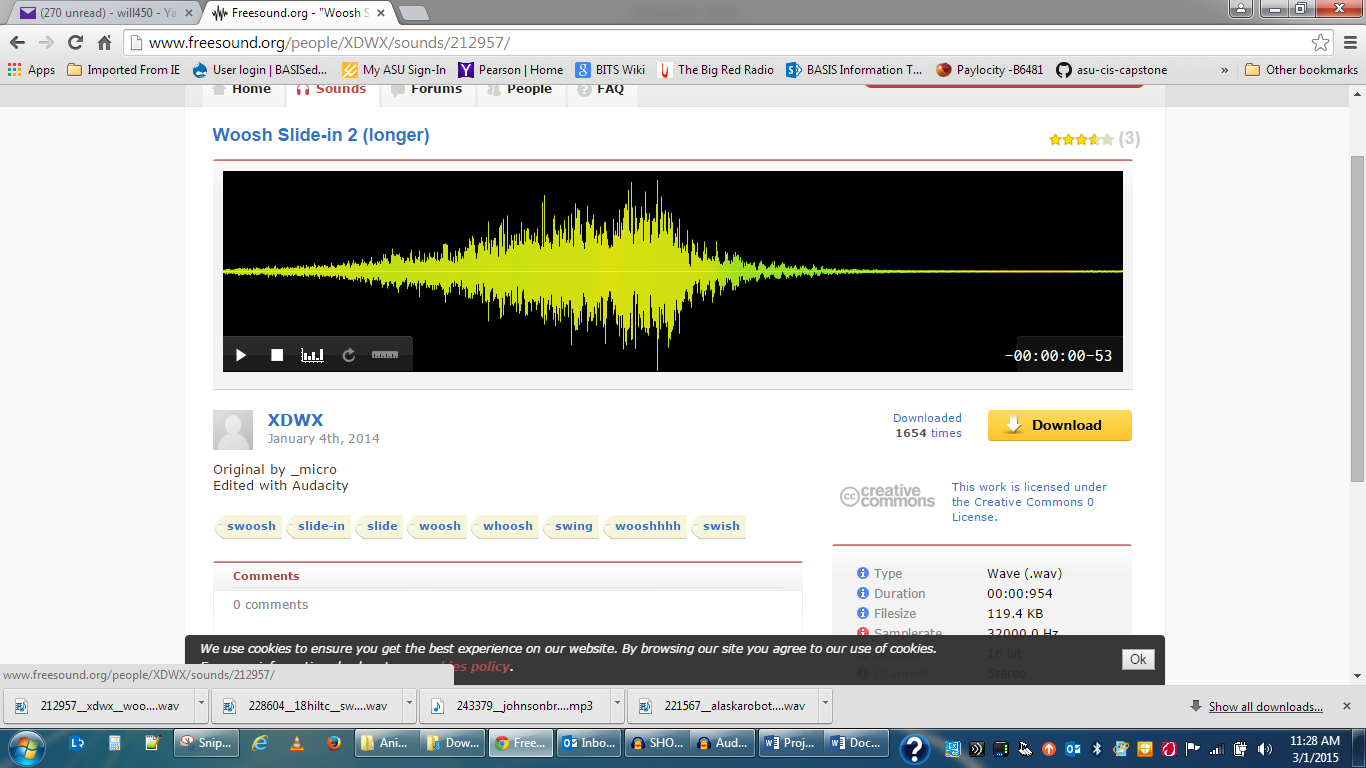 (270 unread) - will450 - Ya
Freesound.org - "Woosh S
www.freesound.org/people/XDWX/sounds/212957/
Apps Imported From IE User login | BASISed... My ASU Sign-In Pearson | Home BITS Wiki The Big Red Radio BASIS Information T... Paylocity -B6481 asu-cis-capstone » Other bookmarks
Home Sounds Forums People FAQ
Woosh Slide-in 2 (longer)
(3)
-00:00:00-53
XDWX
January 4th, 2014
Downloaded
1654 times
Download
Original by _micro
Edited with Audacity
creative commons
This work is licensed under
the Creative Commons 0
License.
swoosh slide-in slide woosh whoosh swing wooshhhh swish
Comments
0 comments
Type Wave (.wav)
Duration 00:00:954
Filesize 119.4 KB
Samplerate 32000.0 Hz
16 bit
Stereo
We use cookies to ensure you get the best experience on our website. By browsing our site you agree to our use of cookies.
policy.
Ok
www.freesound.org/people/XDWX/sounds/212957/
212957__xdwx__woo....wav 228604__18hiltc__sw....wav 243379__johnsonbr....mp3 221567__alaskarobot....wav Show all downloads...
Snip... Ani... Dow... Free... Inbo... SHO... Aud... Proj... Doc...
11:28 AM
3/1/2015